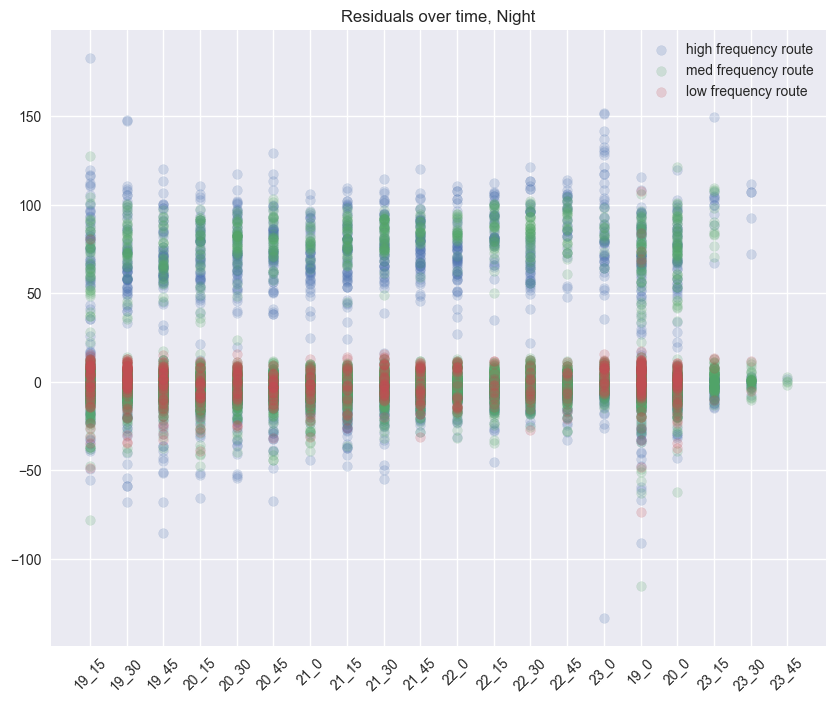 Residuals over time, Night
high frequency route
med frequency route
low frequency route
150
100
50
0
−50
−100
19_15 19_30 19_45 20_15 20_30 20_45 21_0 21_15 21_30 21_45 22_0 22_15 22_30 22_45 23_0 19_0 20_0 23_15 23_30 23_45